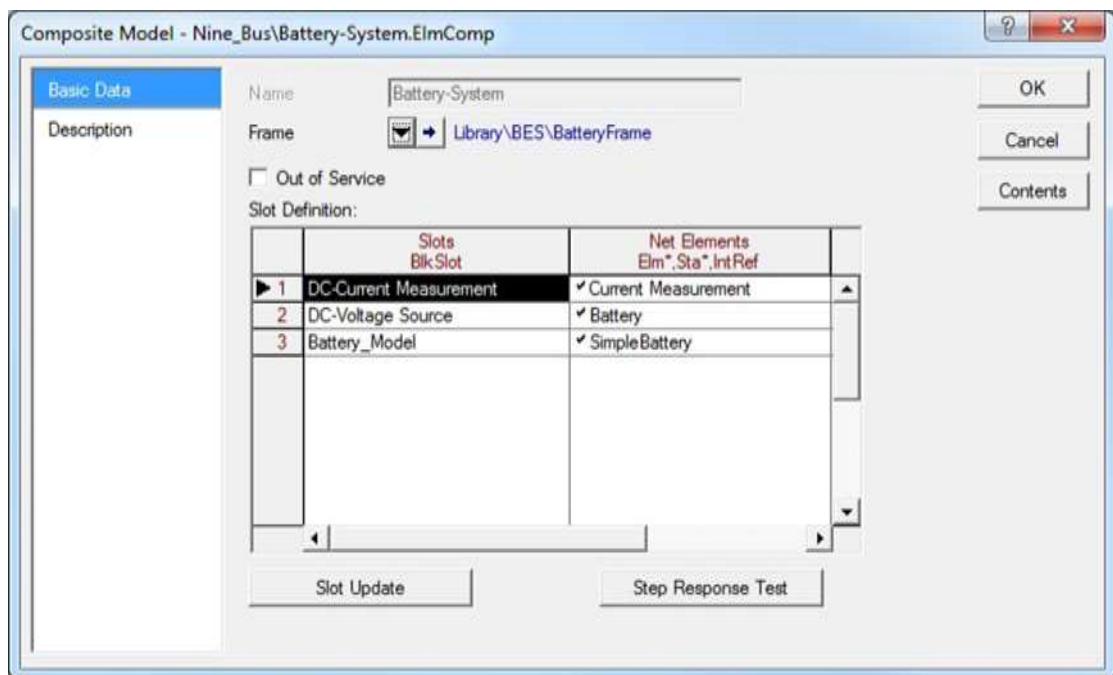 Composite Model - Nine_Bus\Battery-System.ElmComp
Basic Data
Description
Name Battery-System
Frame Library\BES\BatteryFrame
Out of Service
Slot Definition:
Slots Net Elements
BlkSlot Elm*,Sta*,IntRef
1 DC-Current Measurement Current Measurement
2 DC-Voltage Source Battery
3 Battery_Model SimpleBattery
Slot Update Step Response Test
OK
Cancel
Contents